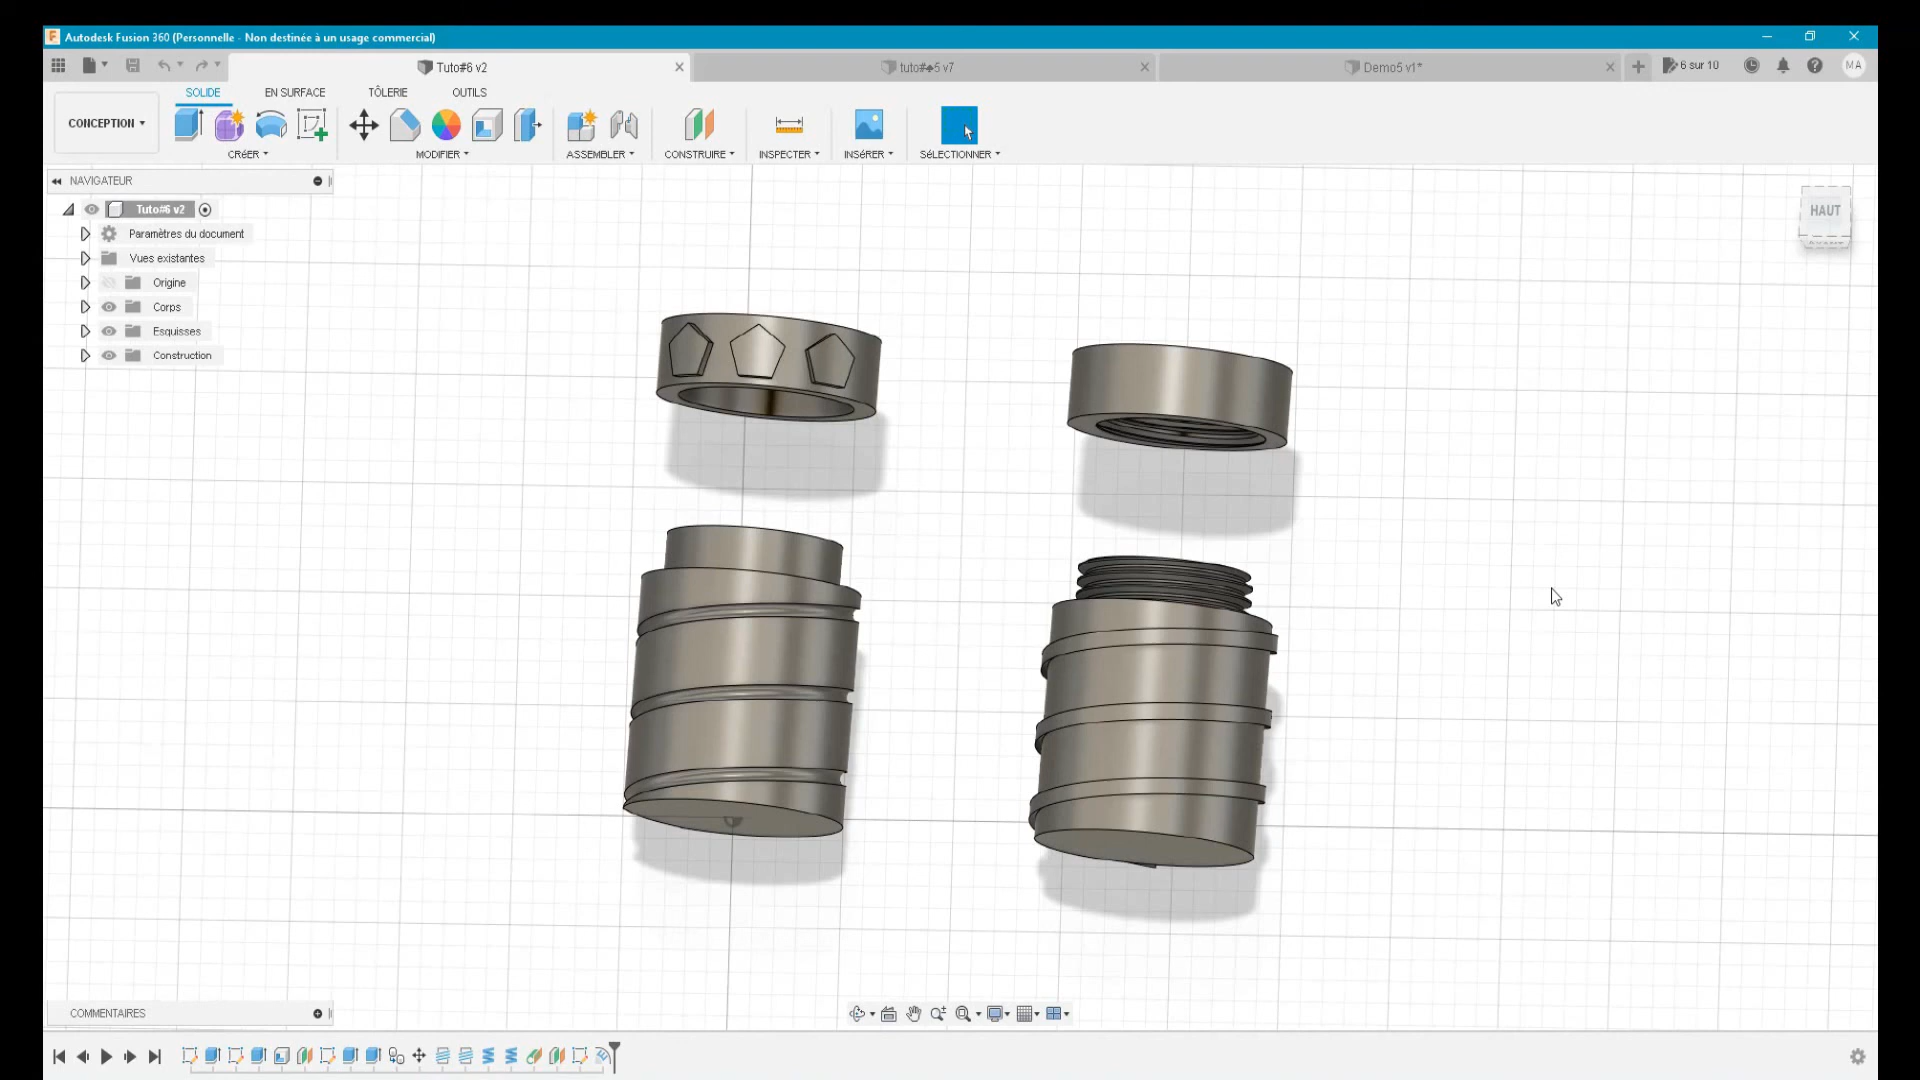 Autodesk Fusion 360 (Personnelle - Non destinée à un usage commercial)
Tuto#6 v2
tuto#♣5 v7
Demo5 v1*
6 sur 10
MA
SOLIDE
EN SURFACE
TÔLERIE
OUTILS
CONCEPTION
CRÉER
MODIFIER
ASSEMBLER
CONSTRUIRE
INSPECTER
INSÉRER
SÉLECTIONNER
NAVIGATEUR
Tuto#6 v2
Paramètres du document
Vues existantes
Origine
Corps
Esquisses
Construction
HAUT
COMMENTAIRES